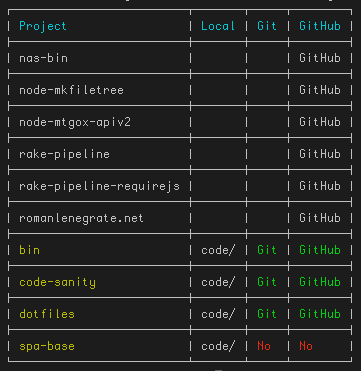 Project Local Git GitHub
nas-bin GitHub
node-mkfiletree GitHub
node-mtgox-apiv2 GitHub
rake-pipeline GitHub
rake-pipeline-requirejs GitHub
romanlenegrate.net GitHub
bin code/ Git GitHub
code-sanity code/ Git GitHub
dotfiles code/ Git GitHub
spa-base code/ No No